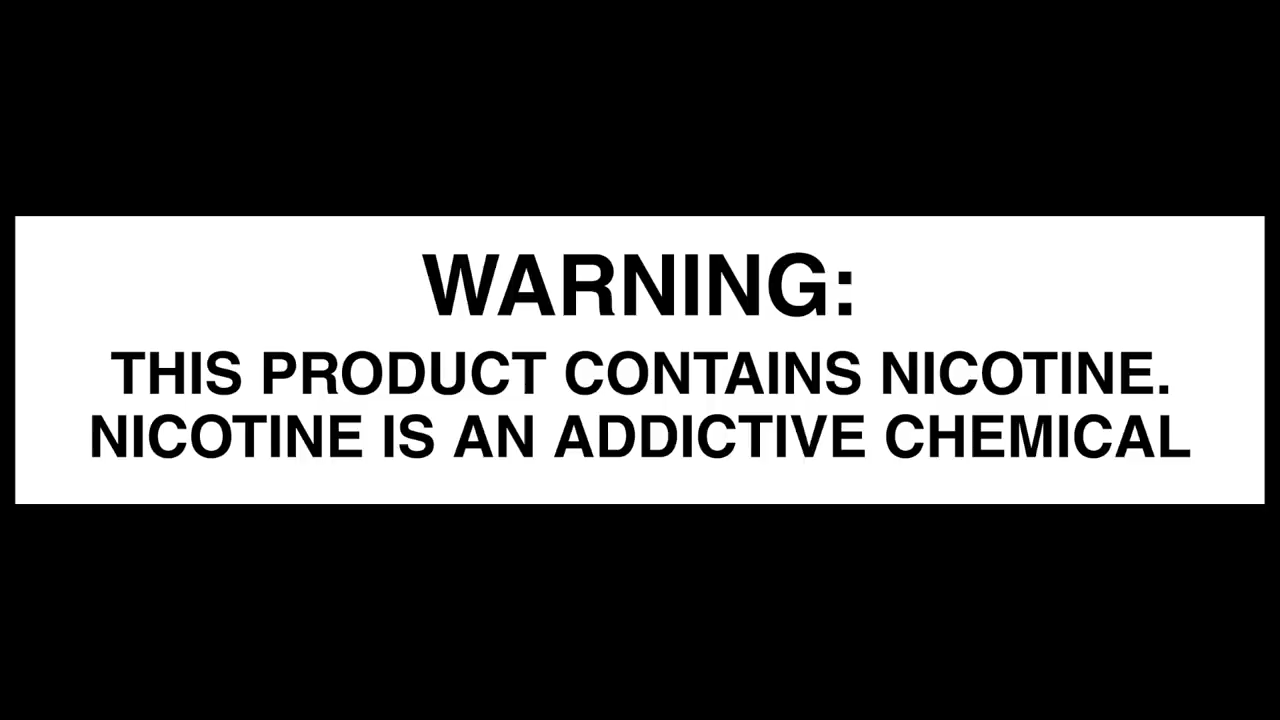 WARNING:
THIS PRODUCT CONTAINS NICOTINE.
NICOTINE IS AN ADDICTIVE CHEMICAL